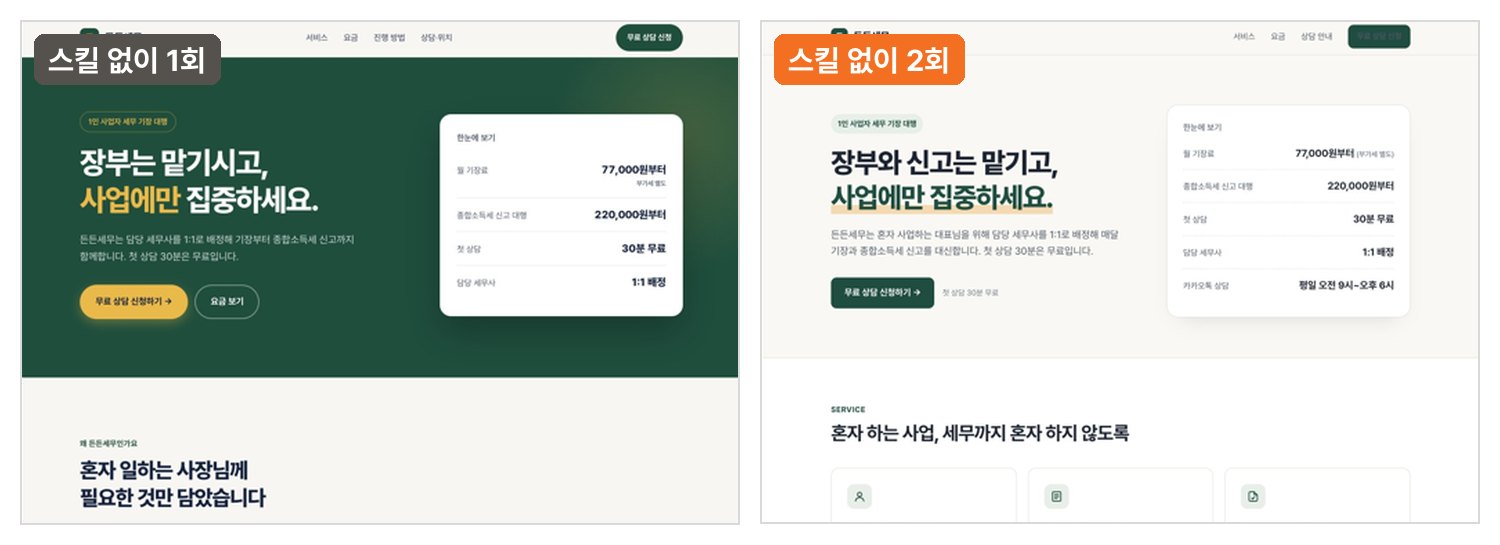 스킬 없이 1회
서비스 요금 진행 방법 상담·위치
무료 상담 신청
1인 사업자 세무 기장 대행
장부는 맡기시고,
사업에만 집중하세요.
든든세무는 담당 세무사를 1:1로 배정해 기장부터 종합소득세 신고까지
함께합니다. 첫 상담 30분은 무료입니다.
무료 상담 신청하기 →
요금 보기
한눈에 보기
월 기장료 77,000원부터
부가세 별도
종합소득세 신고 대행 220,000원부터
첫 상담 30분 무료
담당 세무사 1:1 배정
왜 든든세무인가요
혼자 일하는 사장님께
필요한 것만 담았습니다
스킬 없이 2회
서비스 요금 상담 안내
무료 상담 신청
1인 사업자 세무 기장 대행
장부와 신고는 맡기고,
사업에만 집중하세요.
든든세무는 혼자 사업하는 대표님을 위해 담당 세무사를 1:1로 배정해 매달
기장과 종합소득세 신고를 대신합니다. 첫 상담 30분은 무료입니다.
무료 상담 신청하기 →
첫 상담 30분 무료
한눈에 보기
월 기장료 77,000원부터 (부가세 별도)
종합소득세 신고 대행 220,000원부터
첫 상담 30분 무료
담당 세무사 1:1 배정
카카오톡 상담 평일 오전 9시~오후 6시
SERVICE
혼자 하는 사업, 세무까지 혼자 하지 않도록